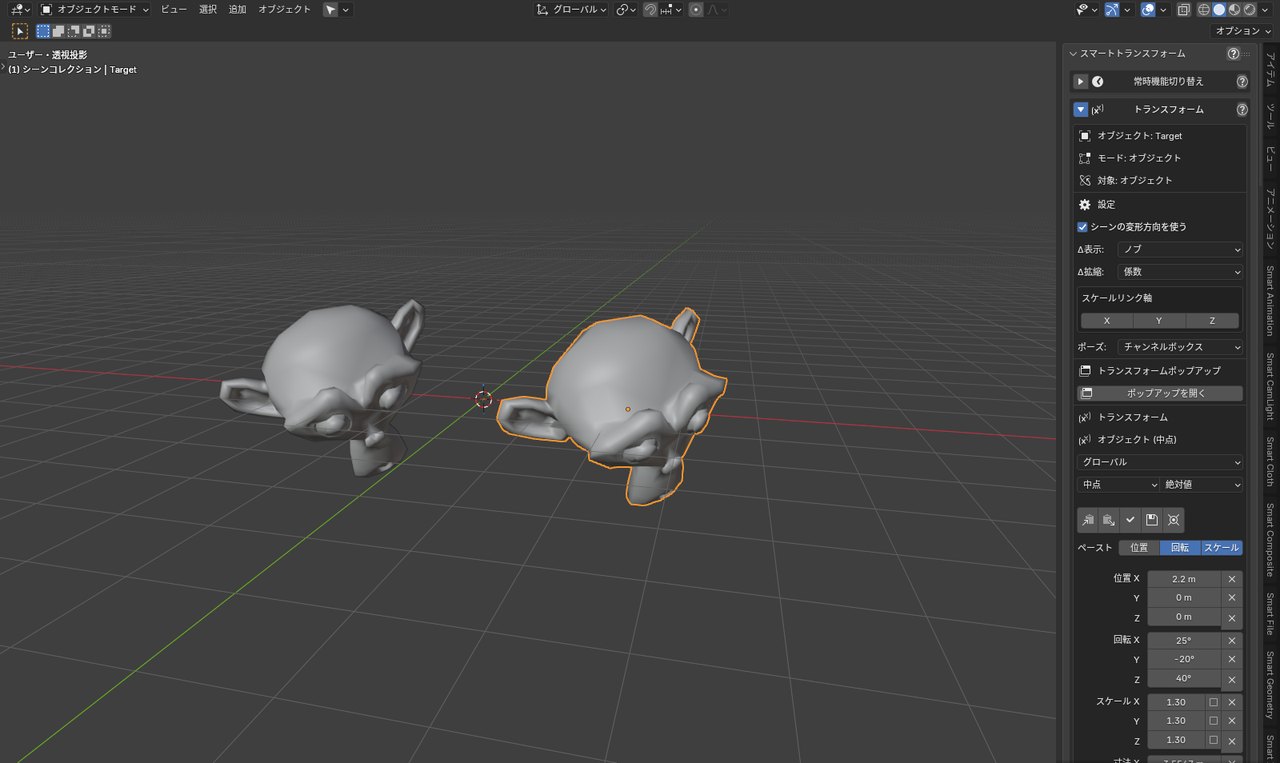 オブジェクトモード ビュー 選択 追加 オブジェクト グローバル
オプション
ユーザー・透視投影
(1) シーンコレクション | Target
スマートトランスフォーム
常時機能切り替え
トランスフォーム
オブジェクト: Target
モード: オブジェクト
対象: オブジェクト
設定
シーンの変形方向を使う
Δ表示: ノブ
Δ拡縮: 係数
スケールリンク軸
X Y Z
ポーズ: チャンネルボックス
トランスフォームポップアップ
ポップアップを開く
トランスフォーム
オブジェクト (中点)
グローバル
中点 絶対値
ペースト 位置 回転 スケール
位置 X 2.2 m
Y 0 m
Z 0 m
回転 X 25°
Y -20°
Z 40°
スケール X 1.30
Y 1.30
Z 1.30
アイテム
ツール
ビュー
アニメーション
Smart Animation
Smart CamLight
Smart Cloth
Smart Composite
Smart File
Smart Geometry
Smart